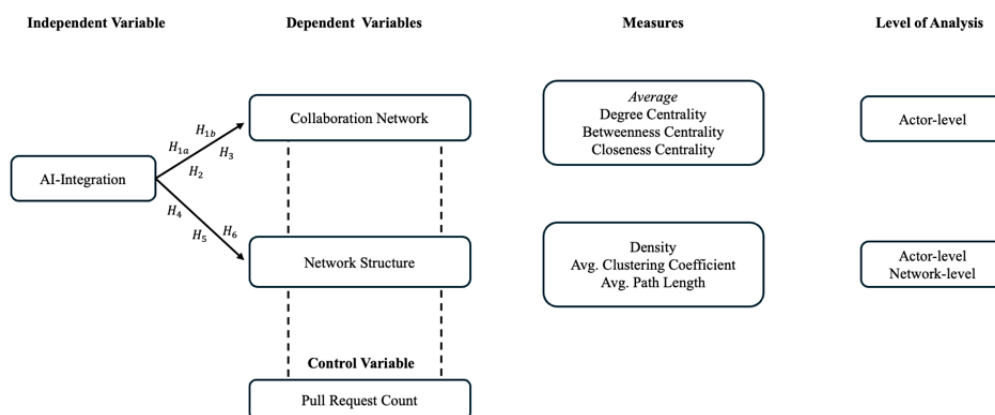 Independent Variable
Dependent Variables
Measures
Level of Analysis
AI-Integration
H1a
H1b
H2
H3
H4
H5
H6
Collaboration Network
Average
Degree Centrality
Betweenness Centrality
Closeness Centrality
Actor-level
Network Structure
Density
Avg. Clustering Coefficient
Avg. Path Length
Actor-level
Network-level
Control Variable
Pull Request Count